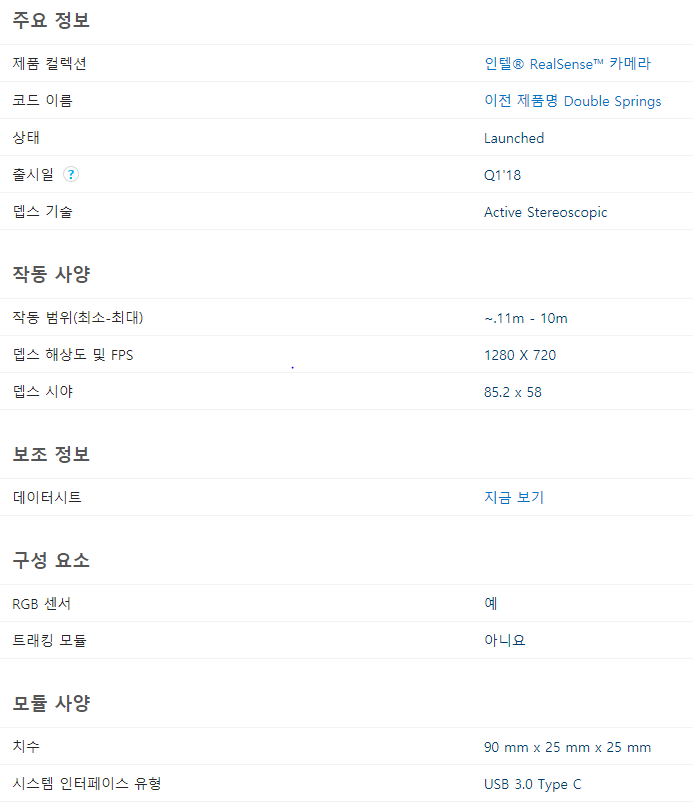 주요 정보
제품 컬렉션 인텔® RealSense™ 카메라
코드 이름 이전 제품명 Double Springs
상태 Launched
출시일 ? Q1'18
뎁스 기술 Active Stereoscopic
작동 사양
작동 범위(최소-최대) ~.11m - 10m
뎁스 해상도 및 FPS 1280 X 720
뎁스 시야 85.2 x 58
보조 정보
데이터시트 지금 보기
구성 요소
RGB 센서 예
트래킹 모듈 아니요
모듈 사양
치수 90 mm x 25 mm x 25 mm
시스템 인터페이스 유형 USB 3.0 Type C